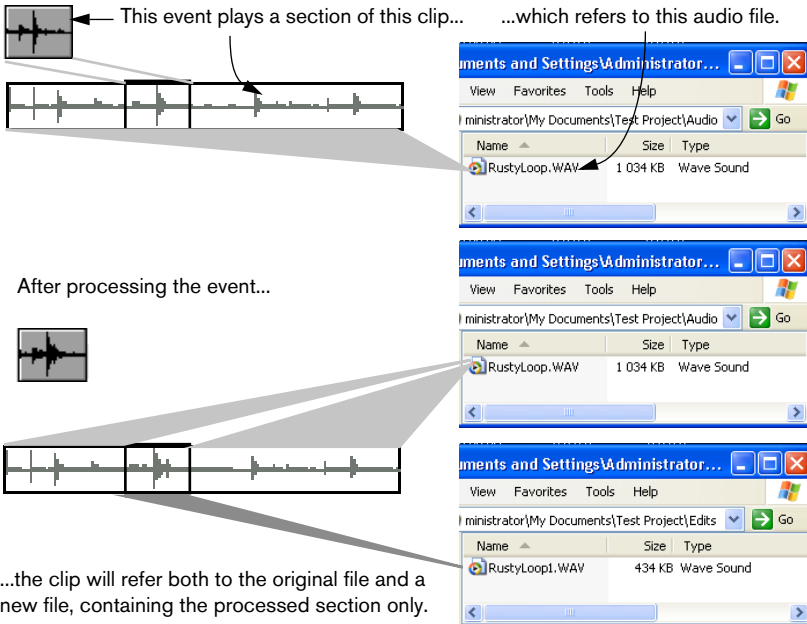 This event plays a section of this clip... ...which refers to this audio file.
uments and Settings\Administrator...
View Favorites Tools Help
ministrator\My Documents\Test Project\Audio Go
Name Size Type
RustyLoop.WAV 1 034 KB Wave Sound
uments and Settings\Administrator...
After processing the event...
View Favorites Tools Help
ministrator\My Documents\Test Project\Audio Go
Name Size Type
RustyLoop.WAV 1 034 KB Wave Sound
uments and Settings\Administrator...
View Favorites Tools Help
ministrator\My Documents\Test Project\Edits Go
Name Size Type
RustyLoop1.WAV 434 KB Wave Sound
...the clip will refer both to the original file and a
new file, containing the processed section only.